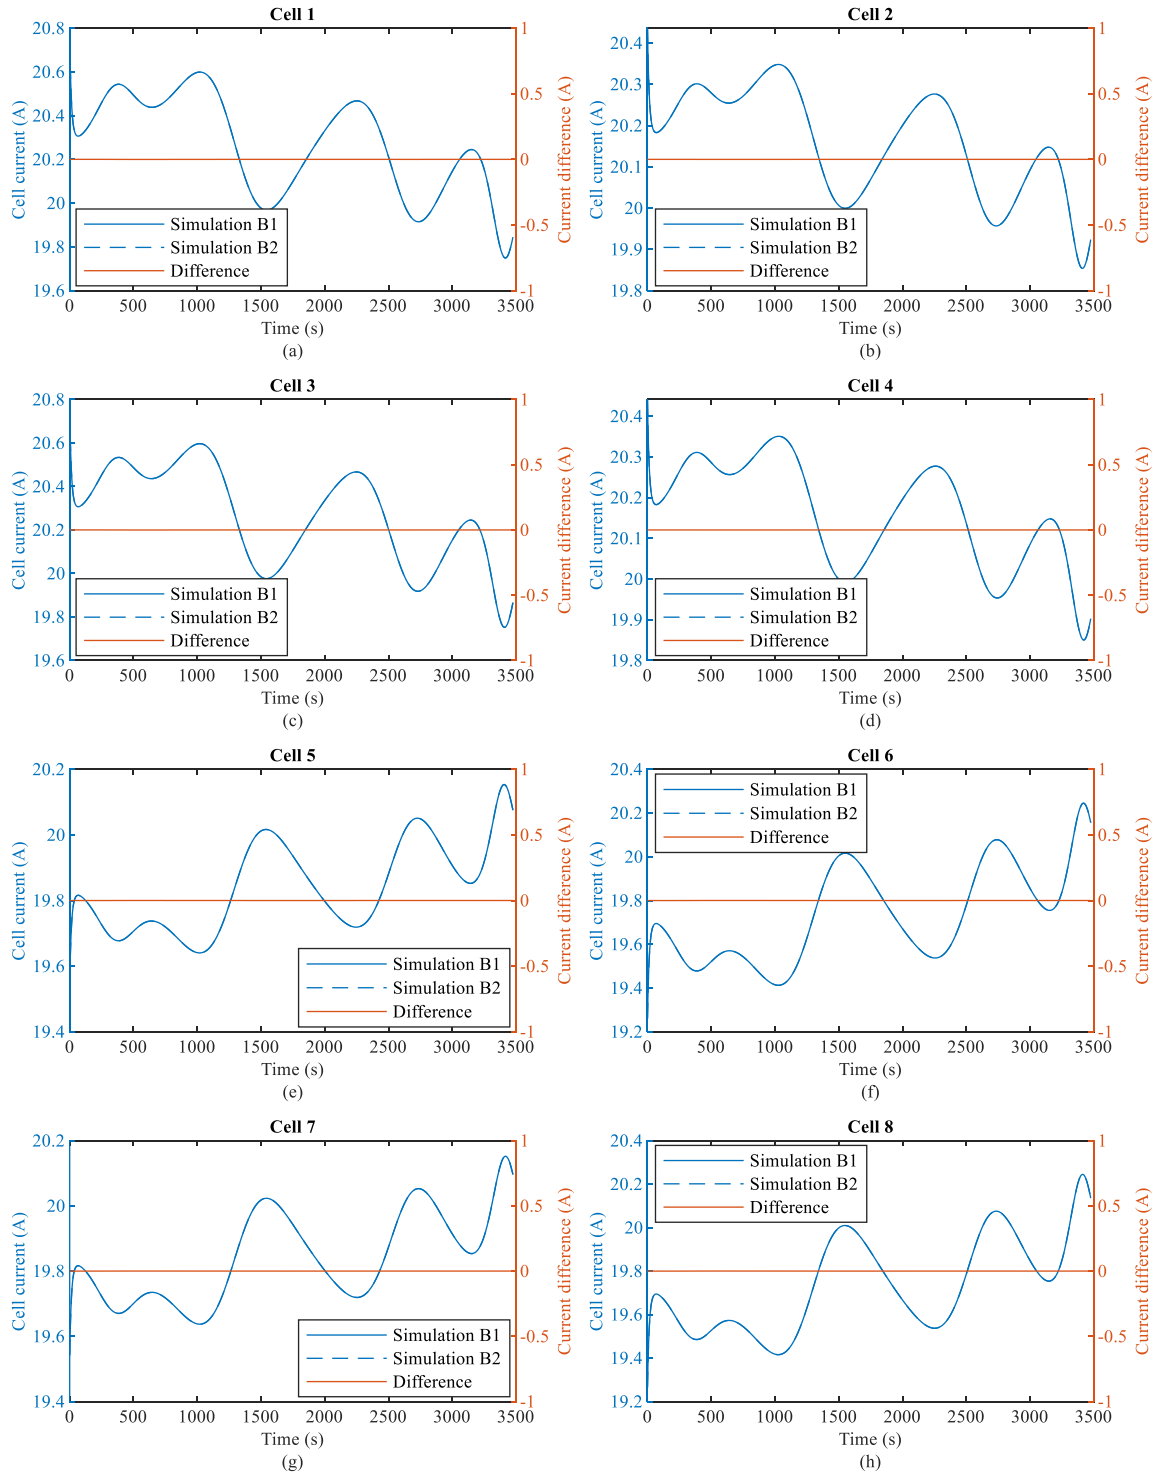 Cell 1
20.8
20.6
20.4
20.2
20
19.8
19.6
Cell current (A)
1
0.5
0
-0.5
-1
Current difference (A)
Simulation B1
Simulation B2
Difference
0 500 1000 1500 2000 2500 3000 3500
Time (s)
(a)
Cell 2
20.4
20.3
20.2
20.1
20
19.9
19.8
Cell current (A)
1
0.5
0
-0.5
-1
Current difference (A)
Simulation B1
Simulation B2
Difference
0 500 1000 1500 2000 2500 3000 3500
Time (s)
(b)
Cell 3
20.8
20.6
20.4
20.2
20
19.8
19.6
Cell current (A)
1
0.5
0
-0.5
-1
Current difference (A)
Simulation B1
Simulation B2
Difference
0 500 1000 1500 2000 2500 3000 3500
Time (s)
(c)
Cell 4
20.4
20.3
20.2
20.1
20
19.9
19.8
Cell current (A)
1
0.5
0
-0.5
-1
Current difference (A)
Simulation B1
Simulation B2
Difference
0 500 1000 1500 2000 2500 3000 3500
Time (s)
(d)
Cell 5
20.2
20
19.8
19.6
19.4
Cell current (A)
1
0.5
0
-0.5
-1
Current difference (A)
Simulation B1
Simulation B2
Difference
0 500 1000 1500 2000 2500 3000 3500
Time (s)
(e)
Cell 6
20.4
20.2
20
19.8
19.6
19.4
19.2
Cell current (A)
1
0.5
0
-0.5
-1
Current difference (A)
Simulation B1
Simulation B2
Difference
0 500 1000 1500 2000 2500 3000 3500
Time (s)
(f)
Cell 7
20.2
20
19.8
19.6
19.4
Cell current (A)
1
0.5
0
-0.5
-1
Current difference (A)
Simulation B1
Simulation B2
Difference
0 500 1000 1500 2000 2500 3000 3500
Time (s)
(g)
Cell 8
20.4
20.2
20
19.8
19.6
19.4
19.2
Cell current (A)
1
0.5
0
-0.5
-1
Current difference (A)
Simulation B1
Simulation B2
Difference
0 500 1000 1500 2000 2500 3000 3500
Time (s)
(h)